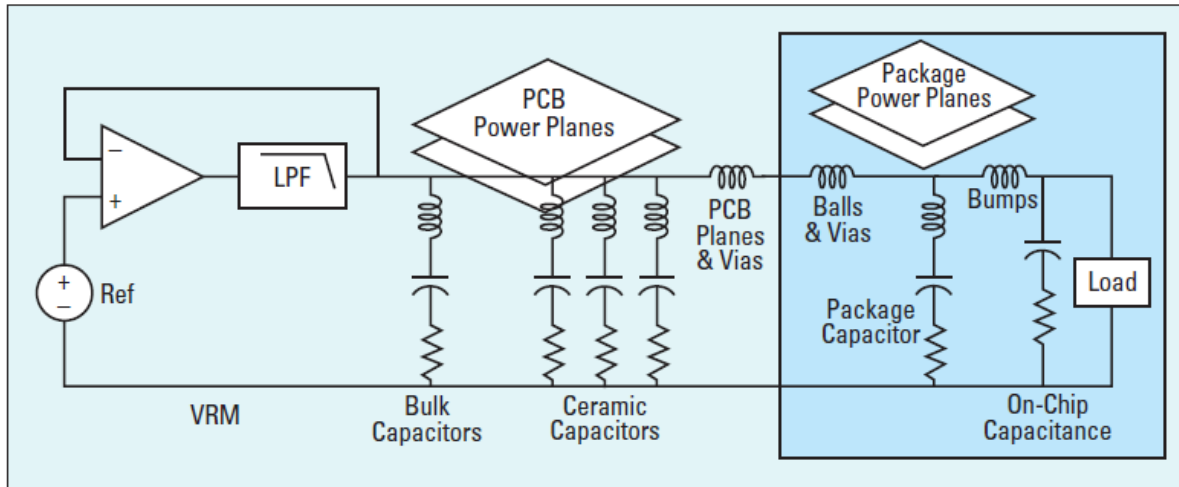 PCB
Power Planes
Package
Power Planes
−
+
LPF
+
−
Ref
PCB
Planes
& Vias
Balls
& Vias
Bumps
Load
Package
Capacitor
VRM
Bulk
Capacitors
Ceramic
Capacitors
On-Chip
Capacitance